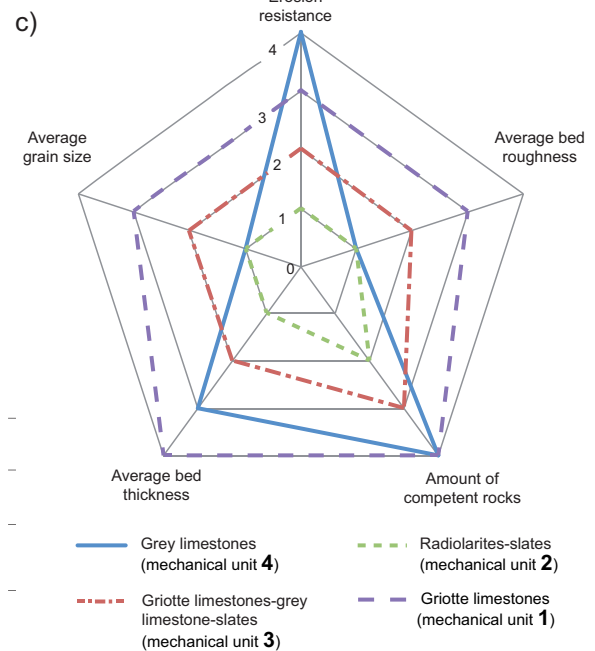 c)
Erosion
resistance
4
3
2
1
0
Average
grain size
Average bed
roughness
Average bed
thickness
Amount of
competent rocks
Grey limestones
(mechanical unit 4)
Radiolarites-slates
(mechanical unit 2)
Griotte limestones-grey
limestone-slates
(mechanical unit 3)
Griotte limestones
(mechanical unit 1)